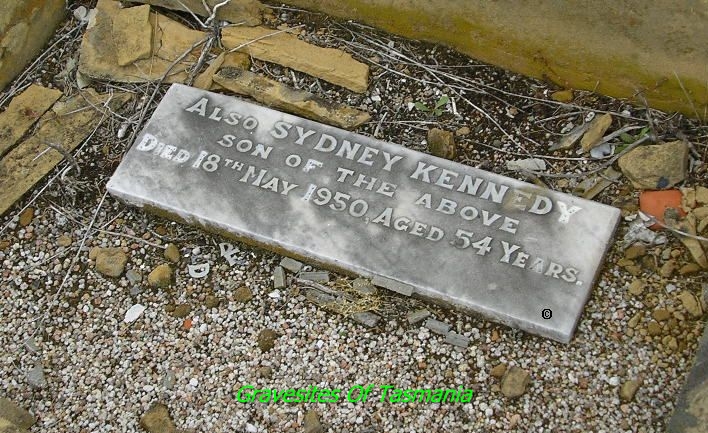 Also SYDNEY KENNEDY
SON OF THE ABOVE
DIED 18TH MAY 1950, AGED 54 YEARS.
©
Gravesites Of Tasmania